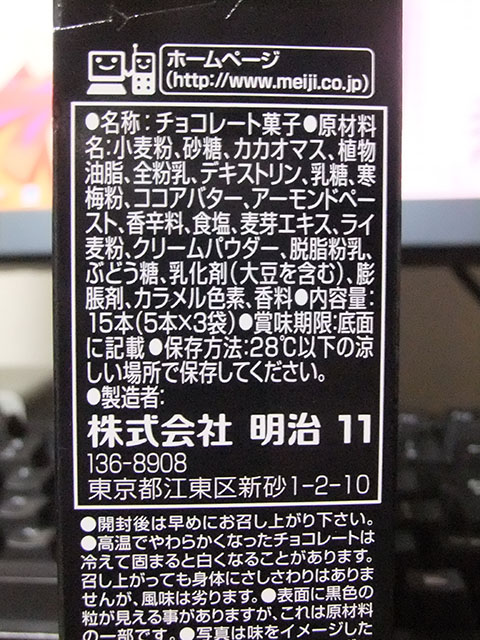 ホームページ
(http://www.meiji.co.jp)
●名称:チョコレート菓子●原材料
名:小麦粉、砂糖、カカオマス、植物
油脂、全粉乳、デキストリン、乳糖、寒
梅粉、ココアバター、アーモンドペー
スト、香辛料、食塩、麦芽エキス、ライ
麦粉、クリームパウダー、脱脂粉乳、
ぶどう糖、乳化剤(大豆を含む)、膨
脹剤、カラメル色素、香料●内容量:
15本(5本×3袋)●賞味期限:底面
に記載●保存方法:28℃以下の涼
しい場所で保存してください。
●製造者:
株式会社 明治 11
136-8908
東京都江東区新砂1-2-10
●開封後は早めにお召し上がり下さい。
●高温でやわらかくなったチョコレートは
冷えて固まると白くなることがあります。
召し上がっても身体にさしさわりはありま
せんが、風味は劣ります。●表面に黒色の
粒が見える事がありますが、これは原材料
の一部です。●写真は味をイメージした